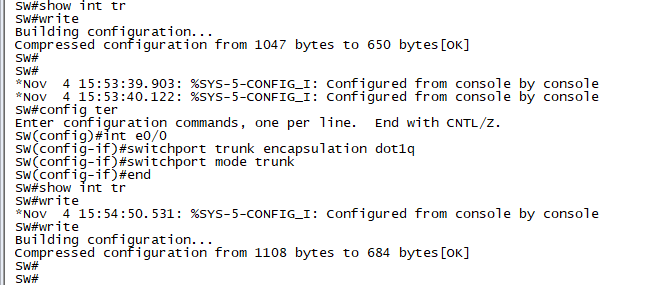 SW#show int tr
SW#write
Building configuration...
Compressed configuration from 1047 bytes to 650 bytes[OK]
SW#
SW#
*Nov  4 15:53:39.903: %SYS-5-CONFIG_I: Configured from console by console
*Nov  4 15:53:40.122: %SYS-5-CONFIG_I: Configured from console by console
SW#config ter
Enter configuration commands, one per line.  End with CNTL/Z.
SW(config)#int e0/0
SW(config-if)#switchport trunk encapsulation dot1q
SW(config-if)#switchport mode trunk
SW(config-if)#end
SW#show int tr
SW#write
*Nov  4 15:54:50.531: %SYS-5-CONFIG_I: Configured from console by console
SW#write
Building configuration...
Compressed configuration from 1108 bytes to 684 bytes[OK]
SW#
SW#